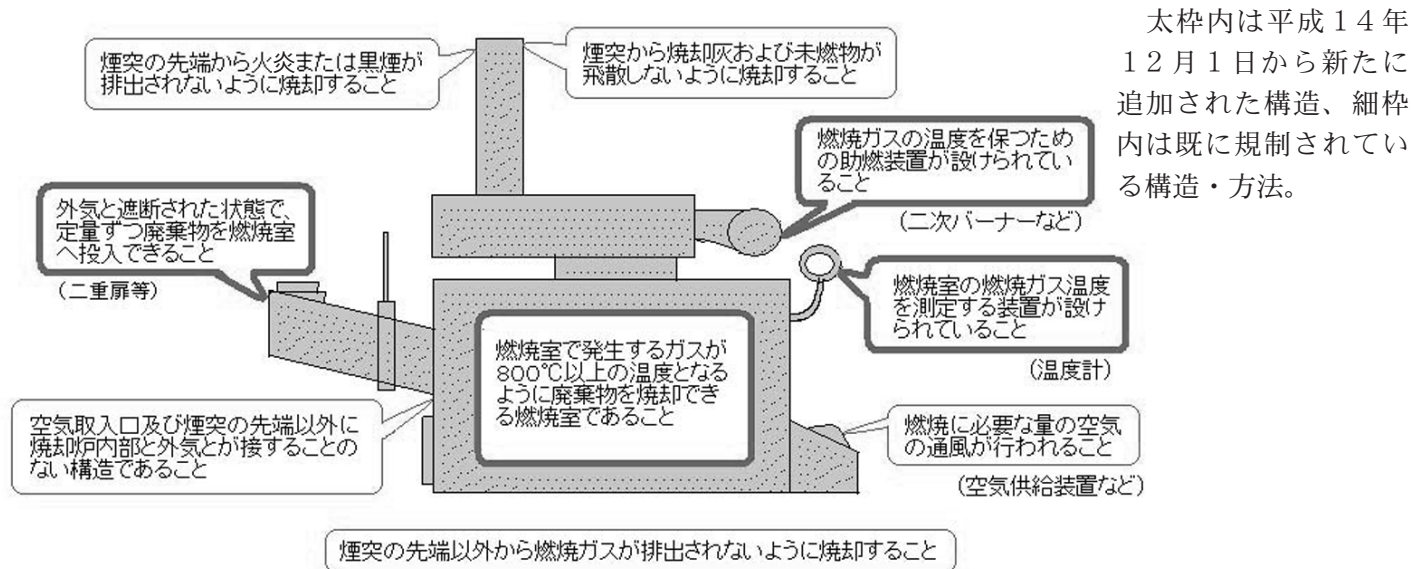 煙突の先端から火炎または黒煙が
排出されないように焼却すること
煙突から焼却灰および未燃物が
飛散しないように焼却すること
太枠内は平成１４年
１２月１日から新たに
追加された構造、細枠
内は既に規制されてい
る構造・方法。
燃焼ガスの温度を保つため
の助燃装置が設けられてい
ること
(二次バーナーなど)
外気と遮断された状態で、
定量ずつ廃棄物を燃焼室
へ投入できること
(二重扉等)
燃焼室の燃焼ガス温度
を測定する装置が設け
られていること
(温度計)
燃焼室で発生するガスが
800℃以上の温度となる
ように廃棄物を焼却でき
る燃焼室であること
空気取入口及び煙突の先端以外に
焼却炉内部と外気とが接することの
ない構造であること
燃焼に必要な量の空気
の通風が行われること
(空気供給装置など)
煙突の先端以外から燃焼ガスが排出されないように焼却すること